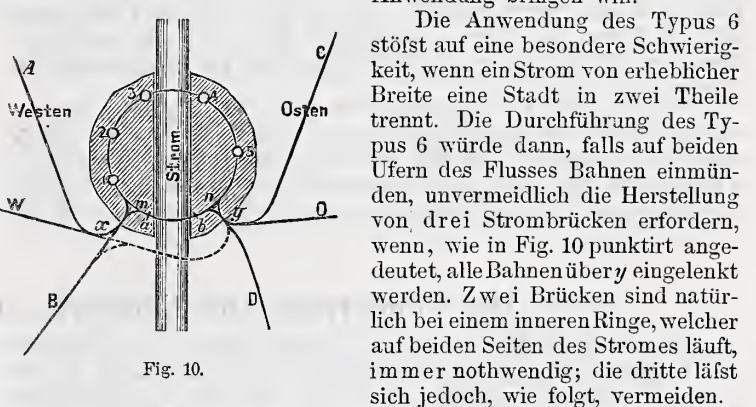 Die Anwendung des Typus 6
stöfst auf eine besondere Schwierig-
keit, wenn ein Strom von erheblicher
Breite eine Stadt in zwei Theile
trennt. Die Durchführung des Ty-
pus 6 würde dann, falls auf beiden
Ufern des Flusses Bahnen einmün-
den, unvermeidlich die Herstellung
von drei Strombrücken erfordern,
wenn, wie in Fig. 10 punktirt ange-
deutet, alle Bahnen über y eingelenkt
werden. Zwei Brücken sind natür-
lich bei einem inneren Ringe, welcher
auf beiden Seiten des Stromes läuft,
immer nothwendig; die dritte läfst
sich jedoch, wie folgt, vermeiden.
A
C
Westen
Osten
3
4
2
5
1
Strom
W
O
m
n
a
b
x
y
B
D
Fig. 10.